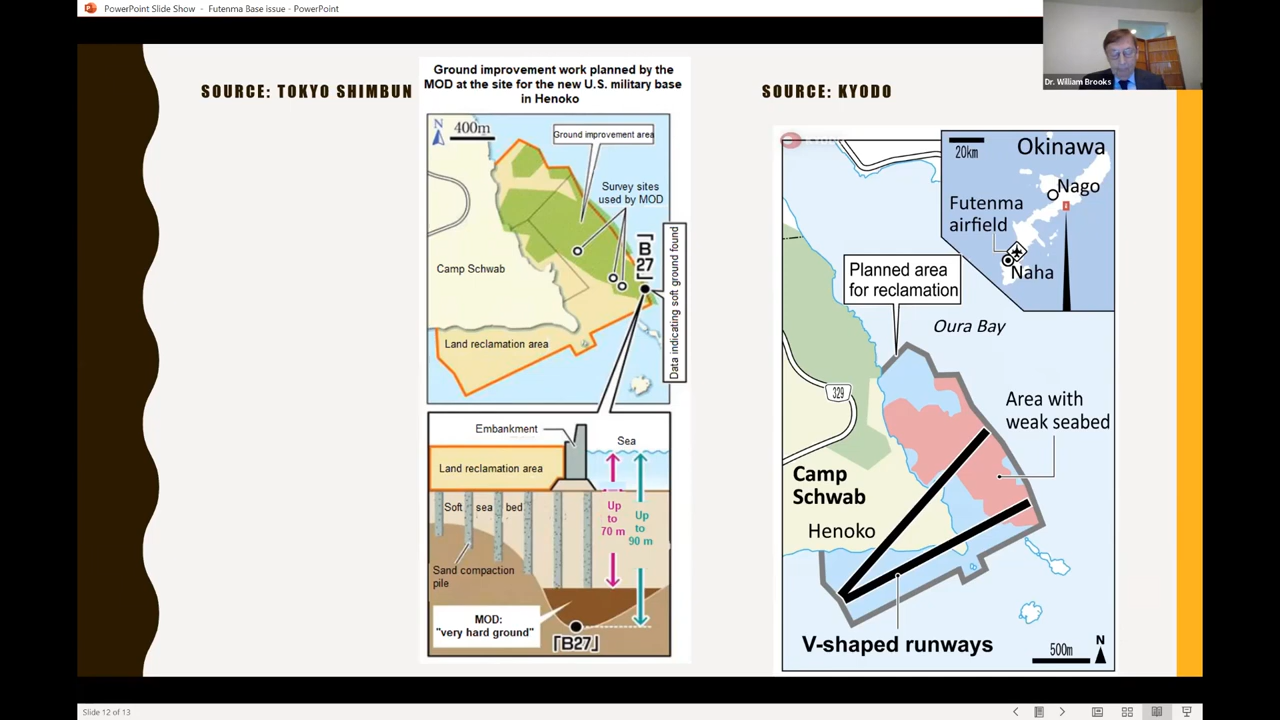 PowerPoint Slide Show - Futenma Base issue - PowerPoint
Dr. William Brooks
SOURCE: TOKYO SHIMBUN
Ground improvement work planned by the
MOD at the site for the new U.S. military base
in Henoko
N
400m
Ground improvement area
Survey sites
used by MOD
「B
27」
Data indicating soft ground found
Camp Schwab
Land reclamation area
Embankment
Sea
Land reclamation area
Soft sea bed
Up
to
70 m
Up
to
90 m
Sand compaction
pile
MOD:
"very hard ground"
「B27」
SOURCE: KYODO
20km
Okinawa
Nago
Futenma
airfield
Naha
Planned area
for reclamation
Oura Bay
329
Area with
weak seabed
Camp
Schwab
Henoko
V-shaped runways
500m
N
Slide 12 of 13